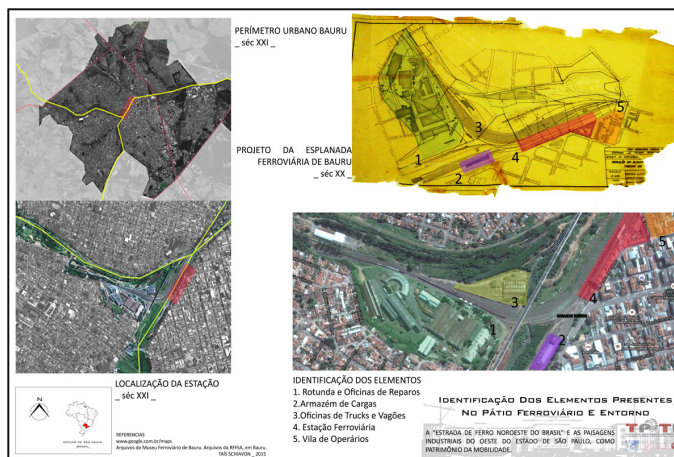 PERÍMETRO URBANO BAURU
_ séc XXI _
PROJETO DA ESPLANADA
FERROVIÁRIA DE BAURU
_ séc XX _
1
2
3
4
5
LOCALIZAÇÃO DA ESTAÇÃO
_ séc XXI _
1
2
3
4
5
N
ESTADO DE SÃO PAULO
BRASIL
REFERENCIAS
www.google.com.br/maps
Arquivos do Museu Ferroviário de Bauru. Arquivos da RFFSA, em Bauru.
TAÍS SCHIAVON _ 2015
IDENTIFICAÇÃO DOS ELEMENTOS
1. Rotunda e Oficinas de Reparos
2.Armazém de Cargas
3.Oficinas de Trucks e Vagões
4. Estação Ferroviária
5. Vila de Operários
Identificação Dos Elementos Presentes
No Pátio Ferroviário E Entorno
A "ESTRADA DE FERRO NOROESTE DO BRASIL" E AS PAISAGENS
INDUSTRIAIS DO OESTE DO ESTADO DE SÃO PAULO, COMO
PATRIMÔNIO DA MOBILIDADE.